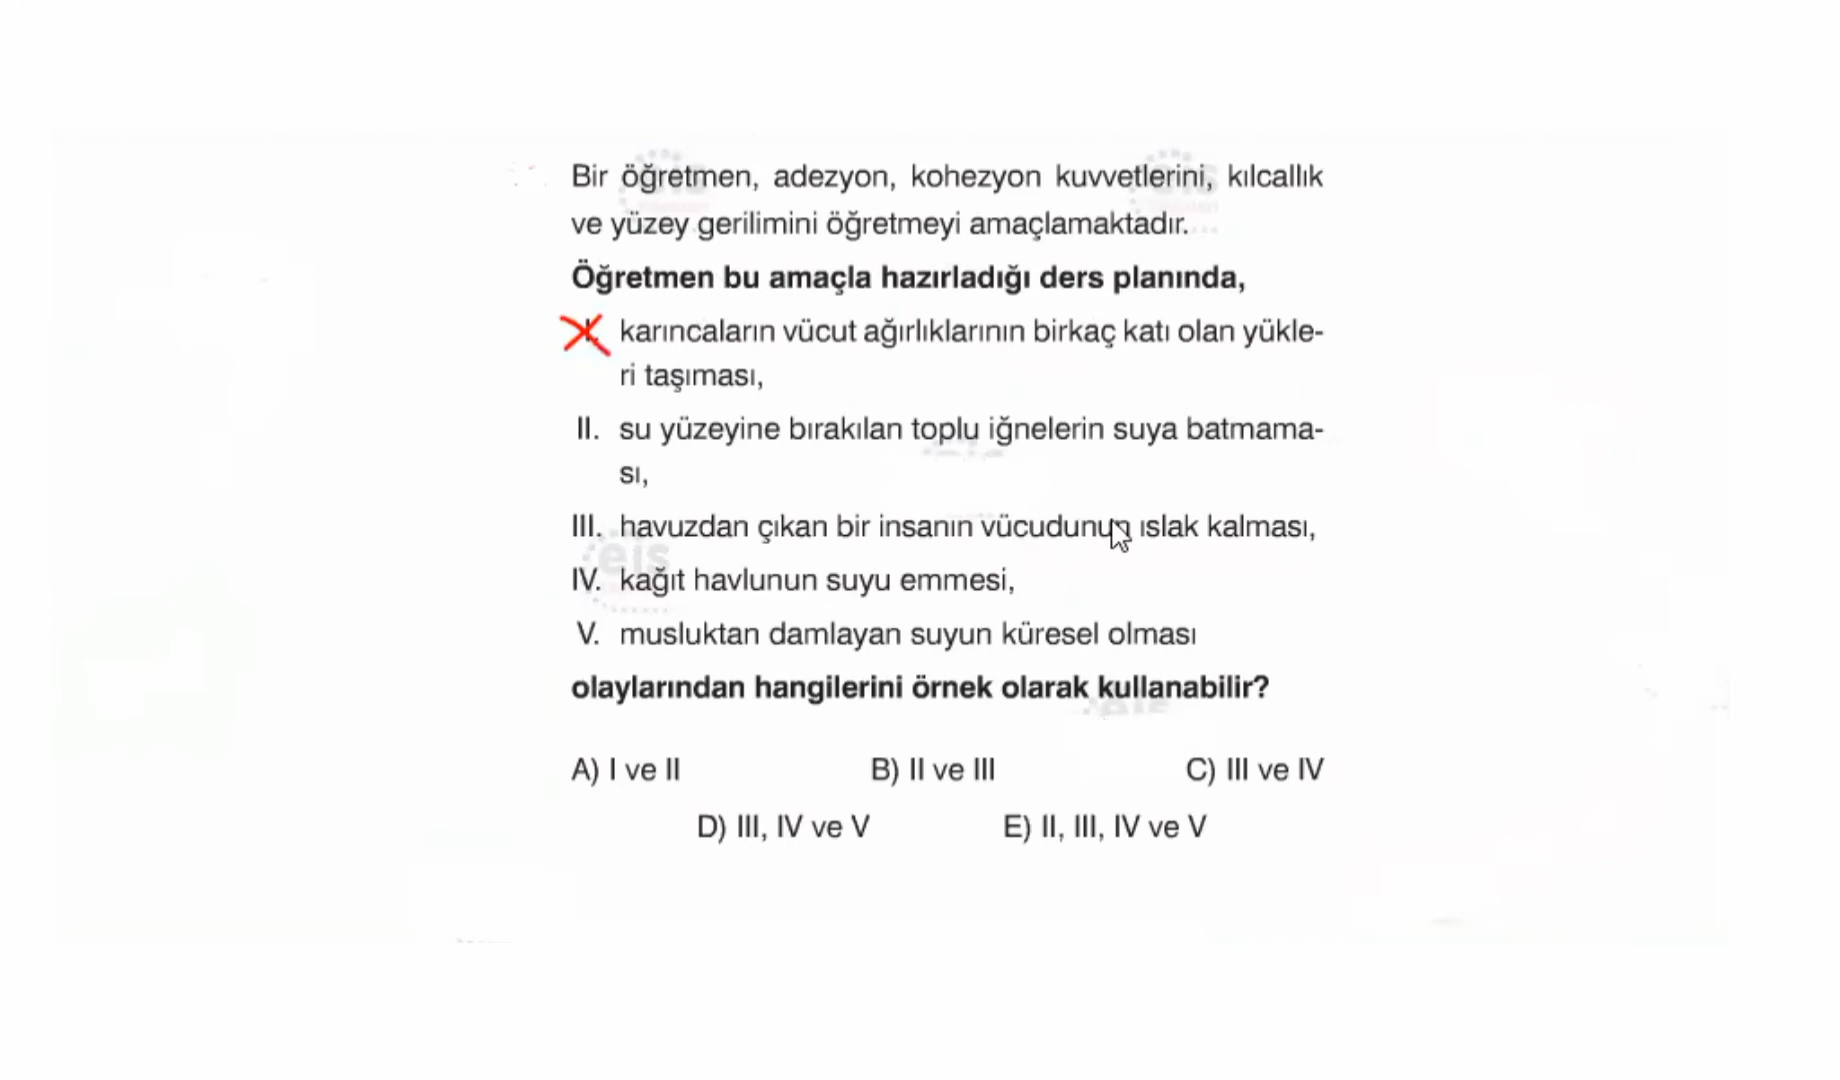 Bir öğretmen, adezyon, kohezyon kuvvetlerini, kılcallık
ve yüzey gerilimini öğretmeyi amaçlamaktadır.
Öğretmen bu amaçla hazırladığı ders planında,
karıncaların vücut ağırlıklarının birkaç katı olan yükle-
ri taşıması,
II. su yüzeyine bırakılan toplu iğnelerin suya batmama-
sı,
III. havuzdan çıkan bir insanın vücudunun ıslak kalması,
eis
IV. kağıt havlunun suyu emmesi,
V. musluktan damlayan suyun küresel olması
olaylarından hangilerini örnek olarak kullanabilir?
A) I ve II B) II ve III C) III ve IV
D) III, IV ve V E) II, III, IV ve V